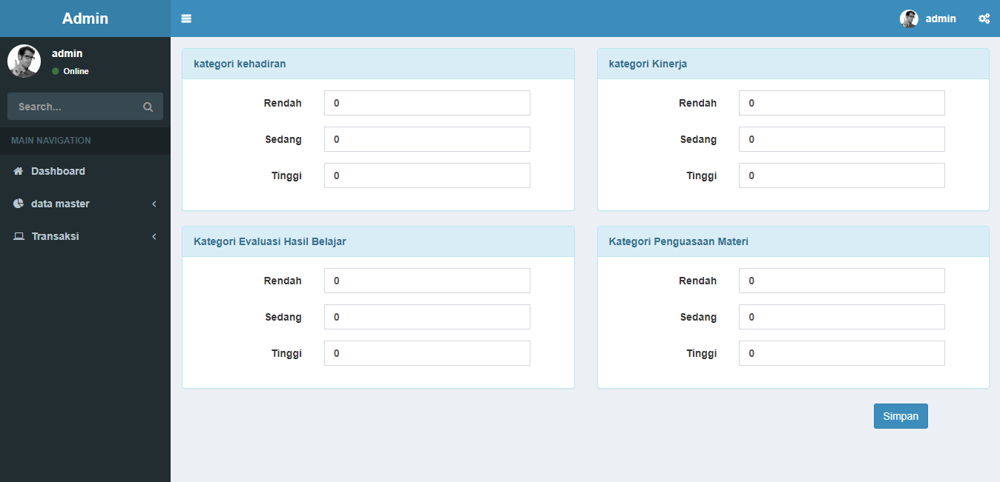 Admin
admin
admin
Online
Search...
MAIN NAVIGATION
Dashboard
data master
Transaksi
kategori kehadiran
Rendah 0
Sedang 0
Tinggi 0
kategori Kinerja
Rendah 0
Sedang 0
Tinggi 0
Kategori Evaluasi Hasil Belajar
Rendah 0
Sedang 0
Tinggi 0
Kategori Penguasaan Materi
Rendah 0
Sedang 0
Tinggi 0
Simpan